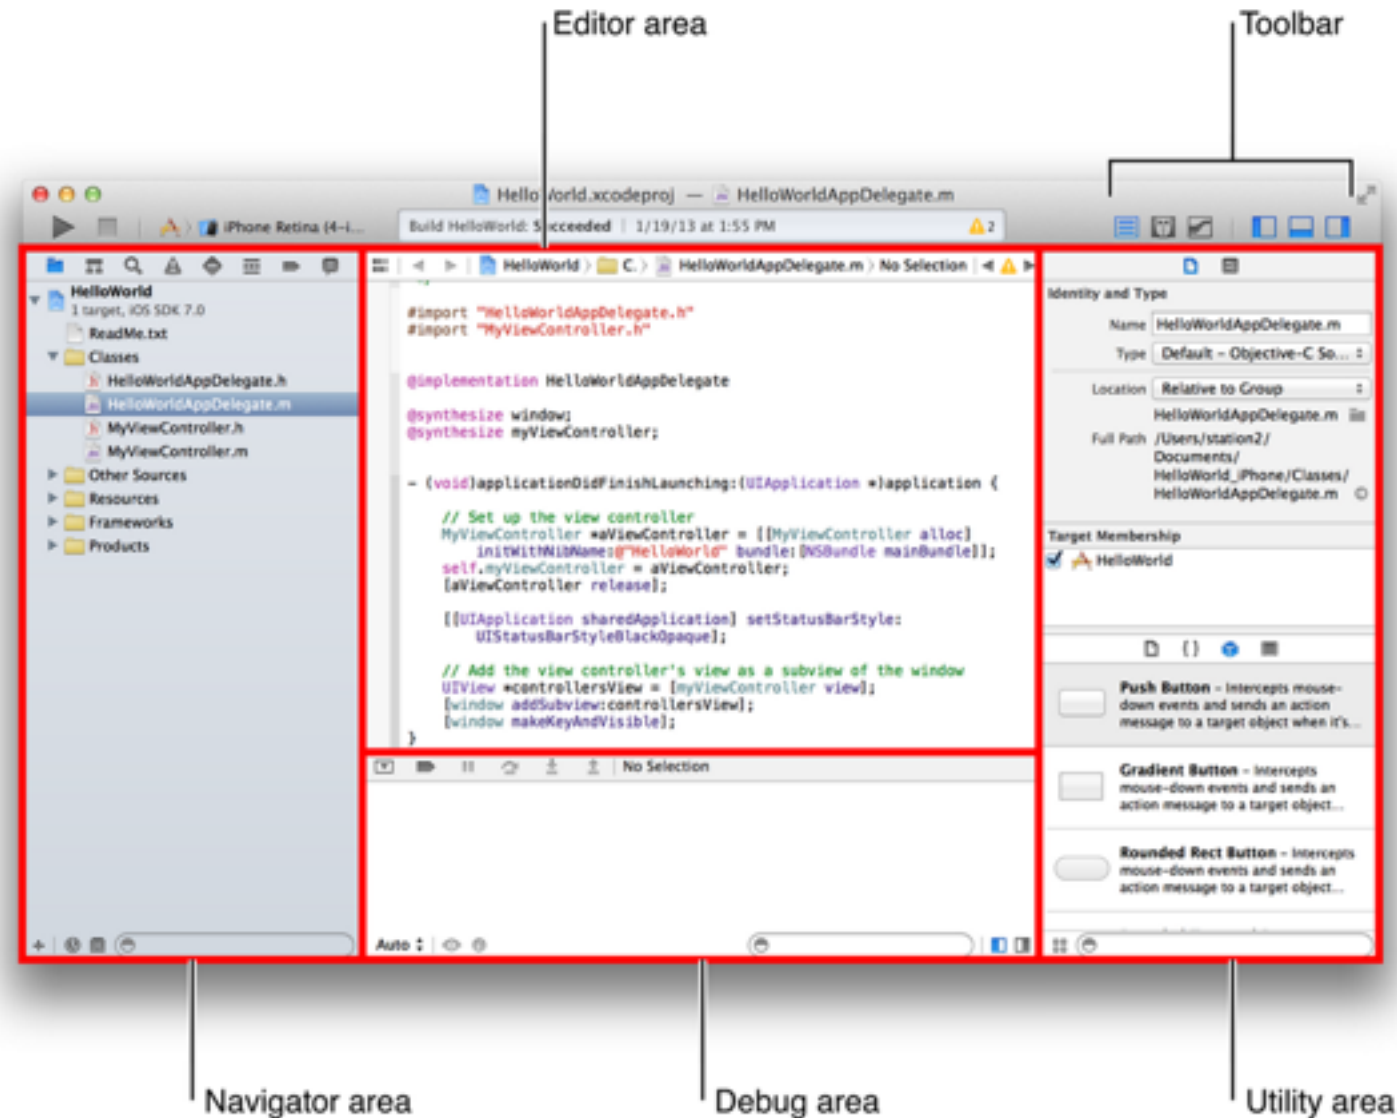 Editor area
Toolbar
HelloWorld.xcodeproj — HelloWorldAppDelegate.m
iPhone Retina (4-i...
Build HelloWorld: Succeeded | 1/19/13 at 1:55 PM
2
HelloWorld
1 target, iOS SDK 7.0
ReadMe.txt
Classes
HelloWorldAppDelegate.h
HelloWorldAppDelegate.m
MyViewController.h
MyViewController.m
Other Sources
Resources
Frameworks
Products
HelloWorld C. HelloWorldAppDelegate.m No Selection
#import "HelloWorldAppDelegate.h"
#import "MyViewController.h"
@implementation HelloWorldAppDelegate
@synthesize window;
@synthesize myViewController;
- (void)applicationDidFinishLaunching:(UIApplication *)application {
// Set up the view controller
MyViewController *aViewController = [[MyViewController alloc]
initWithNibName:@"HelloWorld" bundle:[NSBundle mainBundle]];
self.myViewController = aViewController;
[aViewController release];
[[UIApplication sharedApplication] setStatusBarStyle:
UIStatusBarStyleBlackOpaque];
// Add the view controller's view as a subview of the window
UIView *controllersView = [myViewController view];
[window addSubview:controllersView];
[window makeKeyAndVisible];
}
No Selection
Auto
Identity and Type
Name HelloWorldAppDelegate.m
Type Default - Objective-C So...
Location Relative to Group
HelloWorldAppDelegate.m
Full Path /Users/station2/
Documents/
HelloWorld_iPhone/Classes/
HelloWorldAppDelegate.m
Target Membership
HelloWorld
{}
Push Button - Intercepts mouse-
down events and sends an action
message to a target object when it's...
Gradient Button - Intercepts
mouse-down events and sends an
action message to a target object...
Rounded Rect Button - Intercepts
mouse-down events and sends an
action message to a target object...
Navigator area
Debug area
Utility area